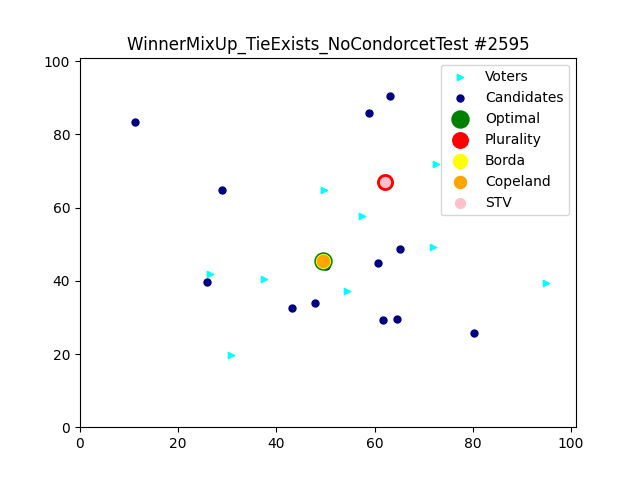 WinnerMixUp_TieExists_NoCondorcetTest #2595
100
80
60
40
20
0
0
20
40
60
80
100
Voters
Candidates
Optimal
Plurality
Borda
Copeland
STV